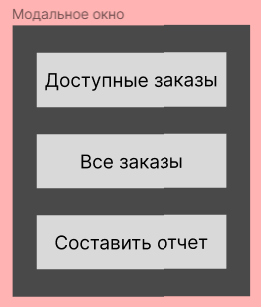 Модальное окно
Доступные заказы
Все заказы
Составить отчет